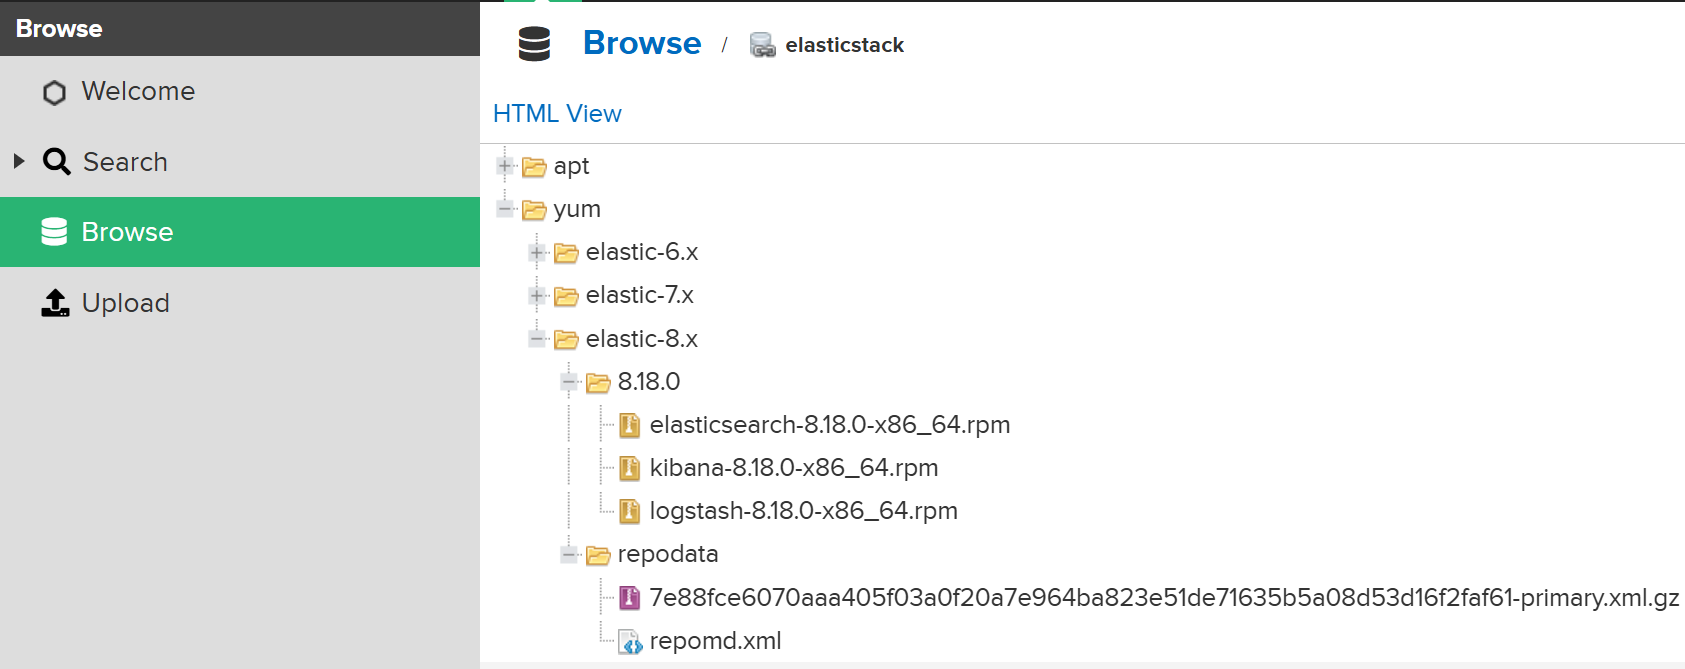 Browse
Welcome
Search
Browse
Upload
Browse / elasticstack
HTML View
apt
yum
elastic-6.x
elastic-7.x
elastic-8.x
8.18.0
elasticsearch-8.18.0-x86_64.rpm
kibana-8.18.0-x86_64.rpm
logstash-8.18.0-x86_64.rpm
repodata
7e88fce6070aaa405f03a0f20a7e964ba823e51de71635b5a08d53d16f2faf61-primary.xml.gz
repomd.xml